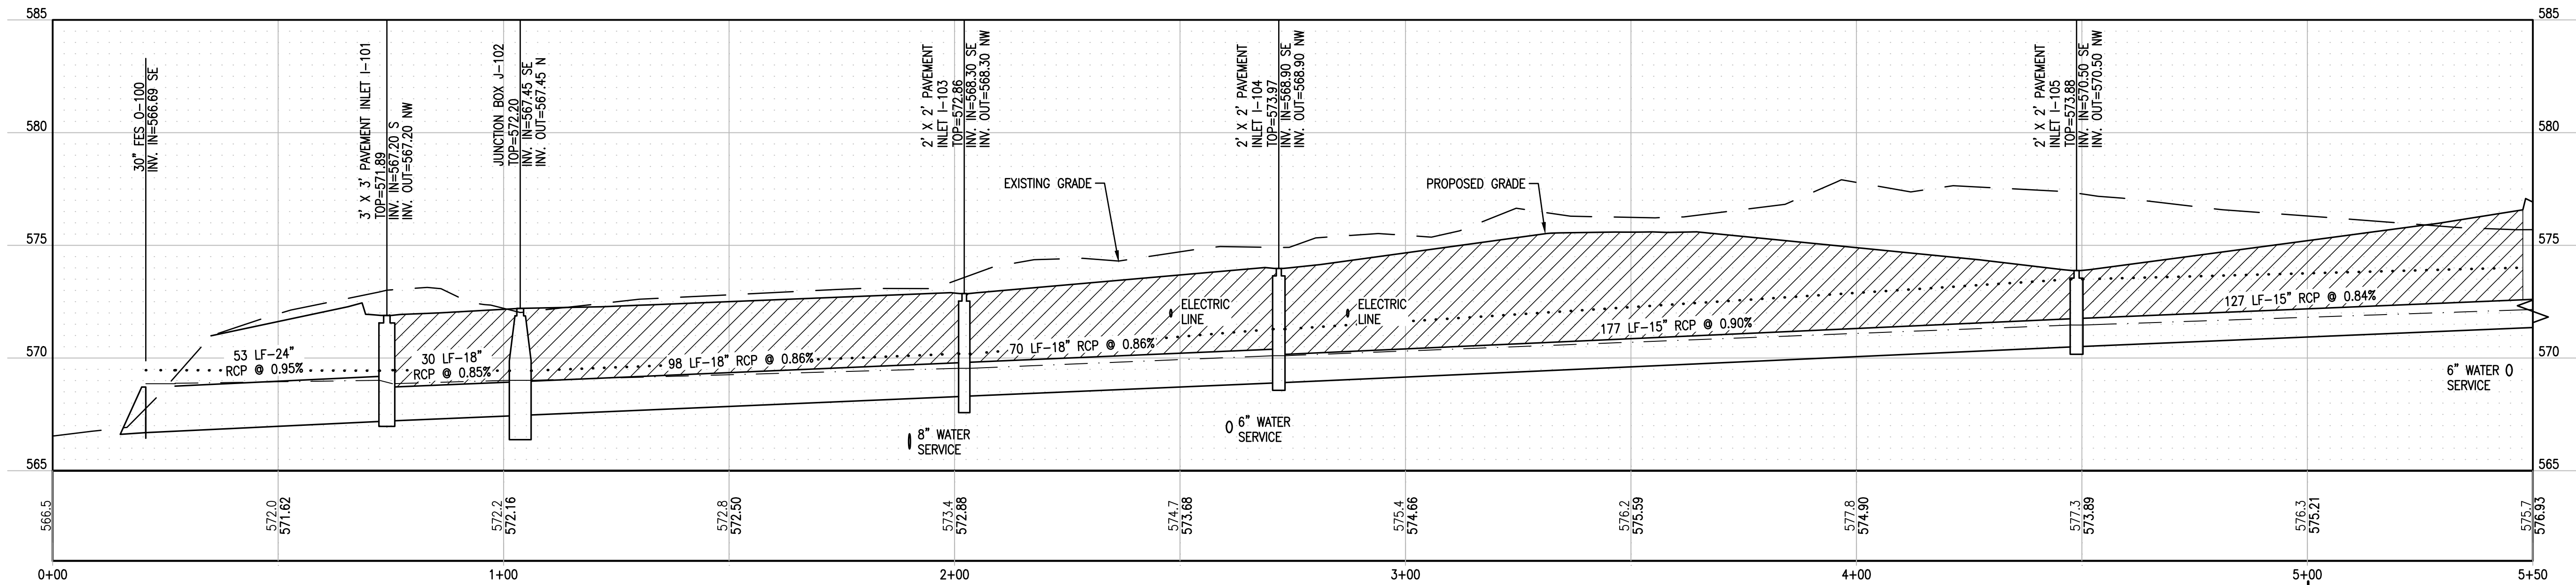 585
585
580
580
575
575
570
570
565
565
30" FES O-100
INV. IN=566.69 SE
3' X 3' PAVEMENT INLET I-101
TOP=571.89
INV. IN=567.20 S
INV. OUT=567.20 NW
JUNCTION BOX J-102
TOP=572.20
INV. IN=567.45 SE
INV. OUT=567.45 N
2' X 2' PAVEMENT
INLET I-103
TOP=572.86
INV. IN=568.30 SE
INV. OUT=568.30 NW
2' X 2' PAVEMENT
INLET I-104
TOP=573.97
INV. IN=568.90 SE
INV. OUT=568.90 NW
2' X 2' PAVEMENT
INLET I-105
TOP=573.88
INV. IN=570.50 SE
INV. OUT=570.50 NW
EXISTING GRADE
PROPOSED GRADE
ELECTRIC
LINE
ELECTRIC
LINE
53 LF-24"
RCP @ 0.95%
30 LF-18"
RCP @ 0.85%
98 LF-18" RCP @ 0.86%
70 LF-18" RCP @ 0.86%
177 LF-15" RCP @ 0.90%
127 LF-15" RCP @ 0.84%
8" WATER
SERVICE
6" WATER
SERVICE
6" WATER
SERVICE
566.5
572.0
571.62
572.2
572.16
572.8
572.50
573.4
572.88
574.7
573.68
575.4
574.66
576.2
575.59
577.8
574.90
577.3
573.89
576.3
575.21
575.7
576.93
0+00
1+00
2+00
3+00
4+00
5+00
5+50